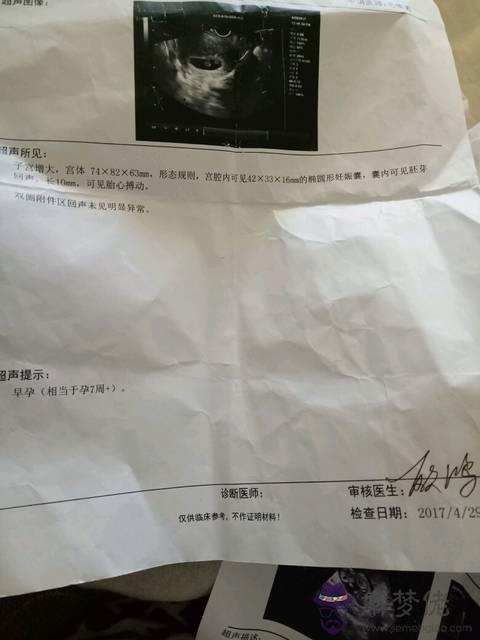 超声图像:
超声所见:
子宫增大，宫体 74×82×63mm，形态规则，宫腔内可见42×33×16mm的椭圆形妊娠囊，囊内可见胚芽
回声，长10mm，可见胎心搏动。
双侧附件区回声未见明显异常。
超声提示:
早孕（相当于孕7周+）。
诊断医师:
审核医生:
仅供临床参考，不作证明材料!
检查日期: 2017/4/29
超声描述: